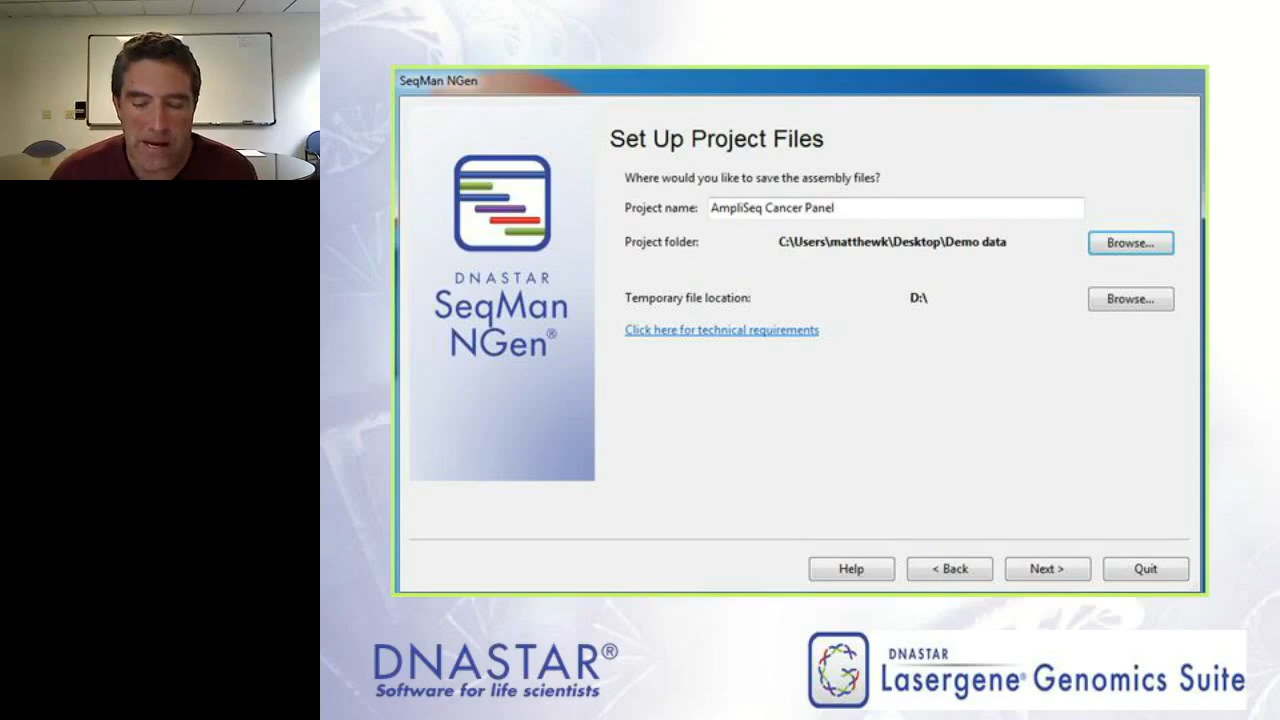 SeqMan NGen
Set Up Project Files
Where would you like to save the assembly files?
Project name: AmpliSeq Cancer Panel
Project folder: C:\Users\matthewk\Desktop\Demo data Browse...
Temporary file location: D:\ Browse...
Click here for technical requirements
DNASTAR
SeqMan
NGen®
Help < Back Next > Quit
DNASTAR®
Software for life scientists
DNASTAR
Lasergene® Genomics Suite